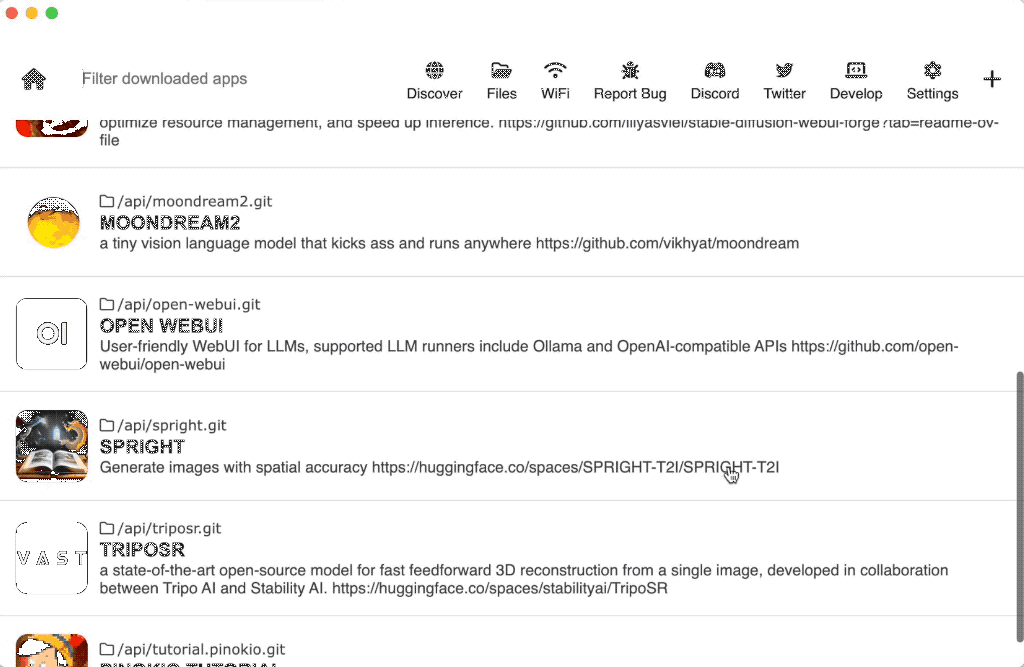 Filter downloaded apps
Discover
Files
WiFi
Report Bug
Discord
Twitter
Develop
Settings
optimize resource management, and speed up inference. https://github.com/lllyasviel/stable-diffusion-webui-forge?tab=readme-ov-
file
/api/moondream2.git
MOONDREAM2
a tiny vision language model that kicks ass and runs anywhere https://github.com/vikhyat/moondream
/api/open-webui.git
OI
OPEN WEBUI
User-friendly WebUI for LLMs, supported LLM runners include Ollama and OpenAI-compatible APIs https://github.com/open-
webui/open-webui
/api/spright.git
SPRIGHT
Generate images with spatial accuracy https://huggingface.co/spaces/SPRIGHT-T2I/SPRIGHT-T2I
/api/triposr.git
VAST
TRIPOSR
a state-of-the-art open-source model for fast feedforward 3D reconstruction from a single image, developed in collaboration
between Tripo AI and Stability AI. https://huggingface.co/spaces/stabilityai/TripoSR
/api/tutorial.pinokio.git
PINOKIO TUTORIAL